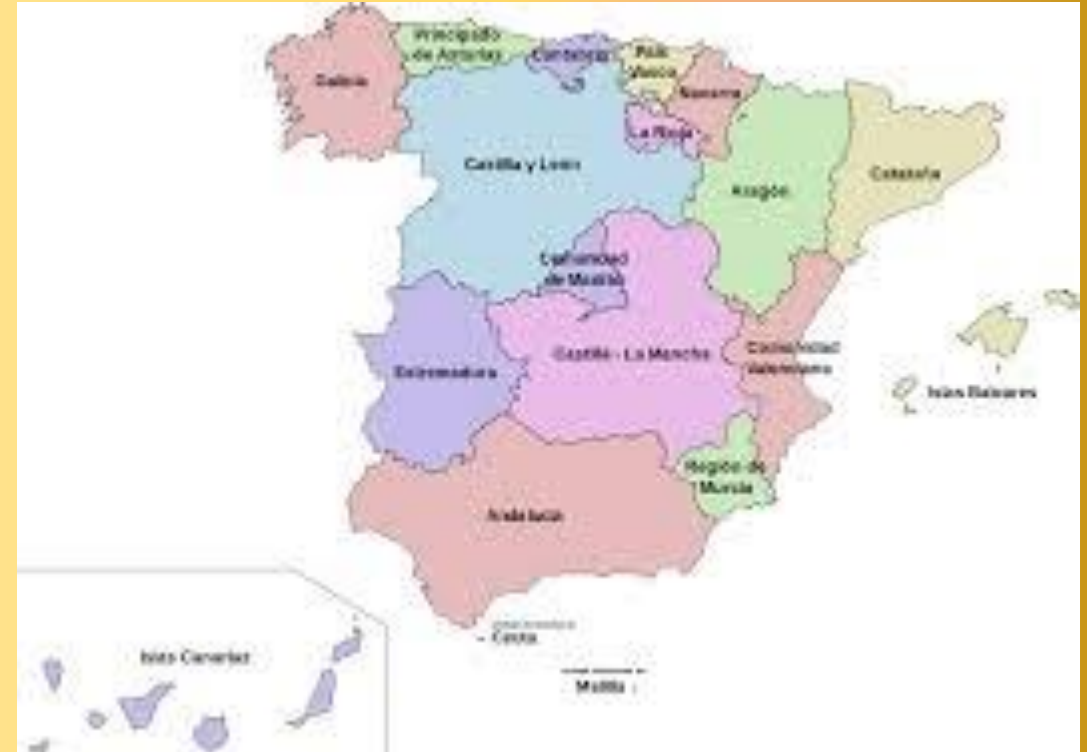 Principado
de Asturias
Cantabria
País
Vasco
Galicia
Navarra
La Rioja
Castilla y León
Cataluña
Aragón
Comunidad
de Madrid
Castilla - La Mancha
Comunidad
Valenciana
Extremadura
Islas Baleares
Región de
Murcia
Andalucía
Ceuta
Islas Canarias
Melilla